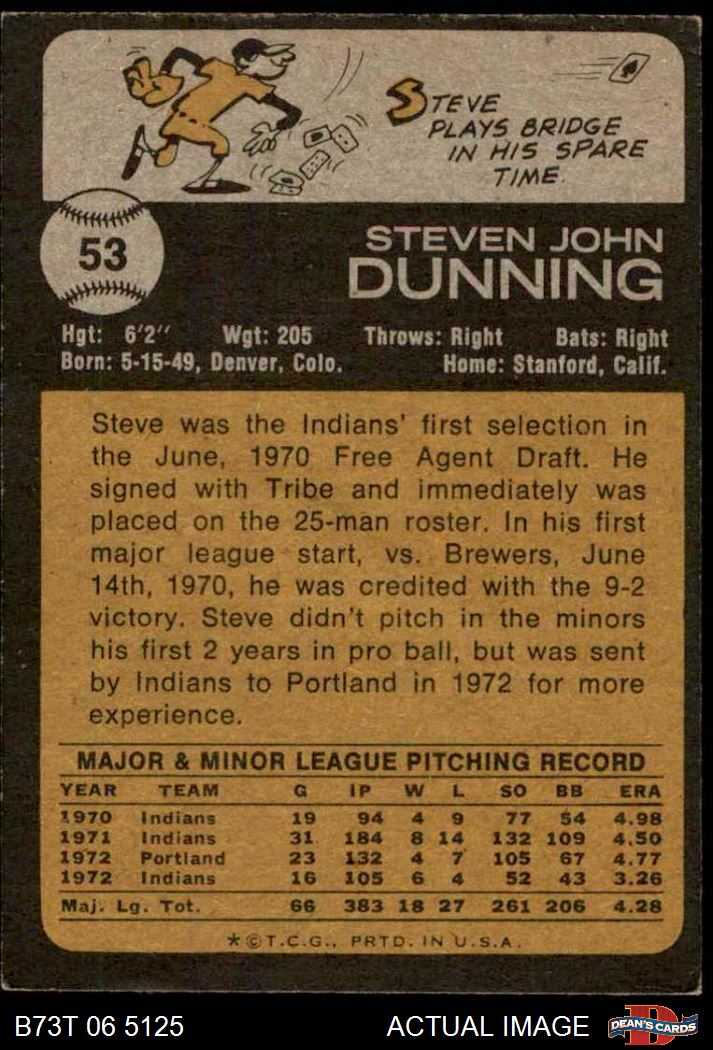 STEVE
PLAYS BRIDGE
IN HIS SPARE
TIME.
53
STEVEN JOHN
DUNNING
Hgt: 6'2" Wgt: 205 Throws: Right Bats: Right
Born: 5-15-49, Denver, Colo. Home: Stanford, Calif.
Steve was the Indians' first selection in
the June, 1970 Free Agent Draft. He
signed with Tribe and immediately was
placed on the 25-man roster. In his first
major league start, vs. Brewers, June
14th, 1970, he was credited with the 9-2
victory. Steve didn't pitch in the minors
his first 2 years in pro ball, but was sent
by Indians to Portland in 1972 for more
experience.
MAJOR & MINOR LEAGUE PITCHING RECORD
YEAR TEAM G IP W L SO BB ERA
1970 Indians 19 94 4 9 77 54 4.98
1971 Indians 31 184 8 14 132 109 4.50
1972 Portland 23 132 4 7 105 67 4.77
1972 Indians 16 105 6 4 52 43 3.26
Maj. Lg. Tot. 66 383 18 27 261 206 4.28
*©T.C.G., PRTD. IN U.S.A.
B73T 06 5125 ACTUAL IMAGE D DEAN'S CARDS